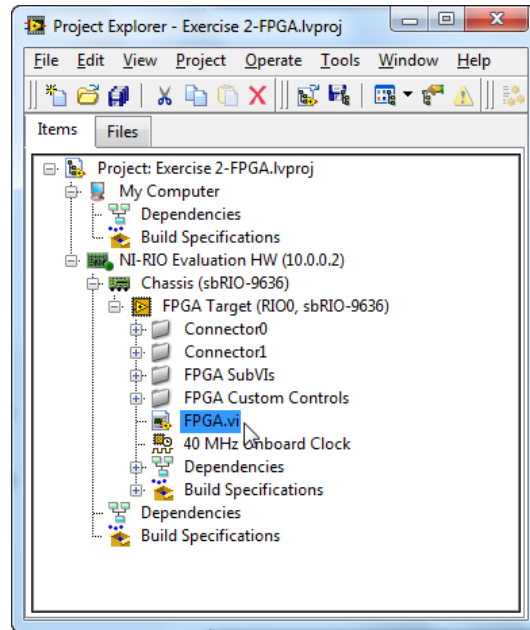 Project Explorer - Exercise 2-FPGA.lvproj
File Edit View Project Operate Tools Window Help
Items Files
Project: Exercise 2-FPGA.lvproj
My Computer
Dependencies
Build Specifications
NI-RIO Evaluation HW (10.0.0.2)
Chassis (sbRIO-9636)
FPGA Target (RIO0, sbRIO-9636)
Connector0
Connector1
FPGA SubVIs
FPGA Custom Controls
FPGA.vi
40 MHz Onboard Clock
Dependencies
Build Specifications
Dependencies
Build Specifications